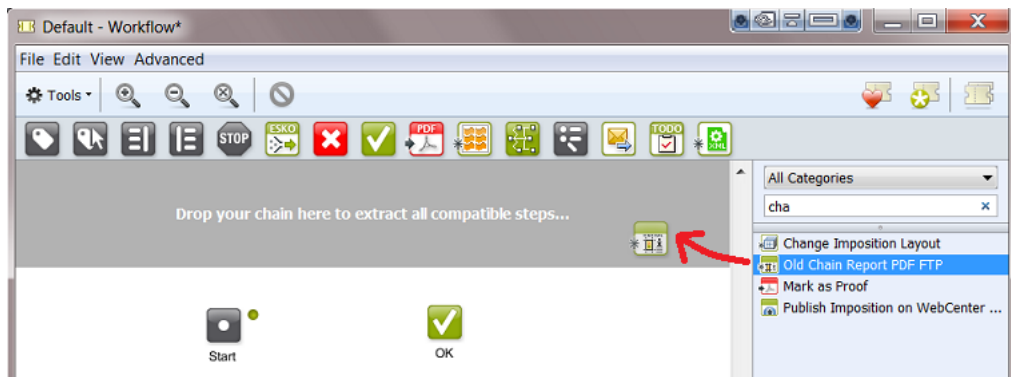 Default - Workflow*
File Edit View Advanced
Tools
STOP
ESKO
PDF
TODO
XML
All Categories
cha
Drop your chain here to extract all compatible steps...
Change Imposition Layout
Old Chain Report PDF FTP
Mark as Proof
Publish Imposition on WebCenter ...
Start
OK